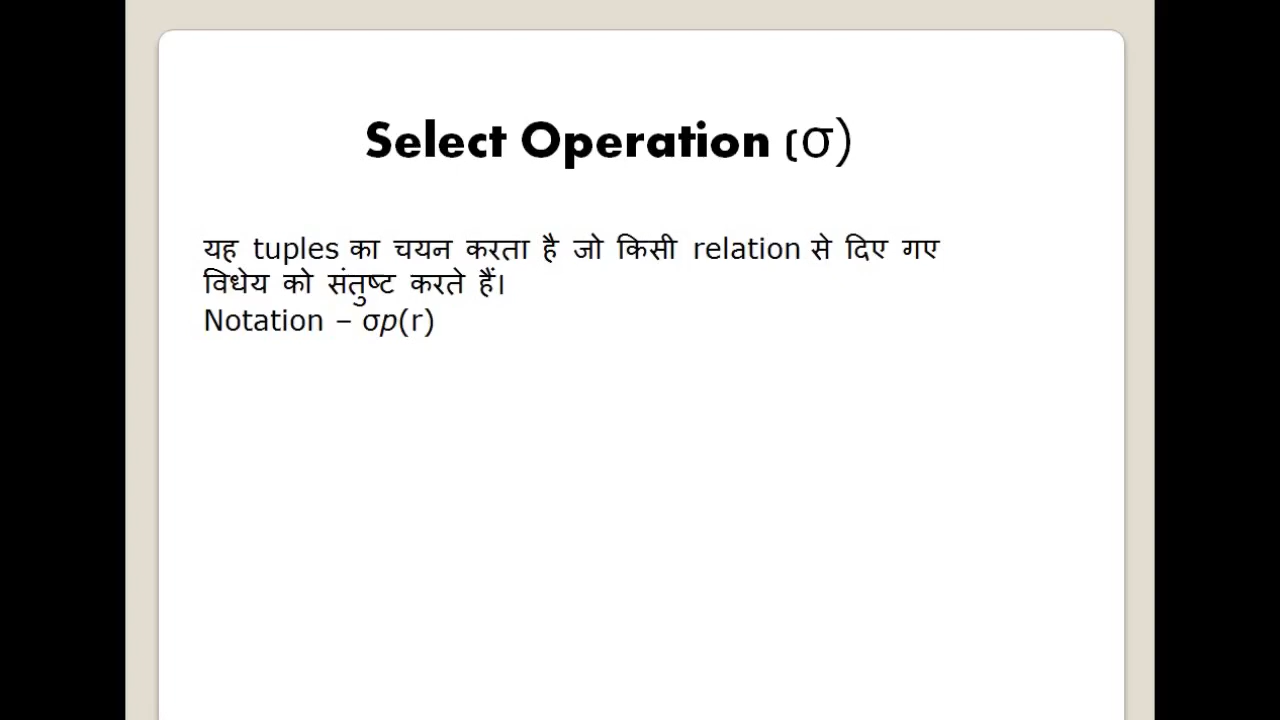 Select Operation (σ)
यह tuples का चयन करता है जो किसी relation से दिए गए
विधेय को संतुष्ट करते हैं।
Notation – σp(r)